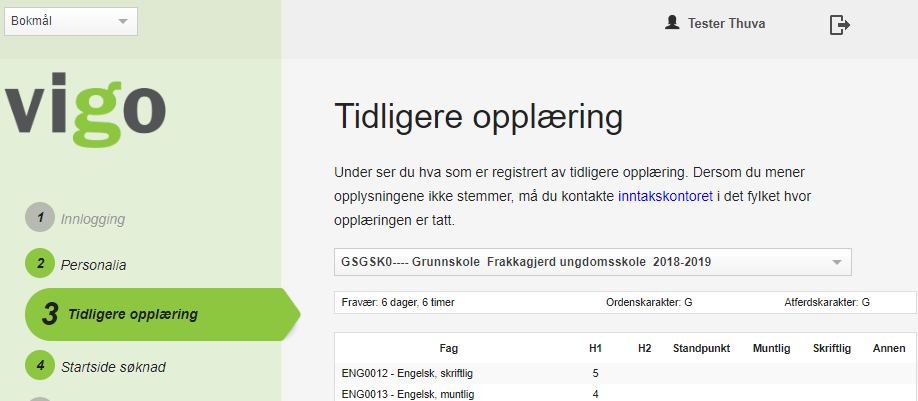 Bokmål
Tester Thuva
vigo
1 Innlogging
2 Personalia
3 Tidligere opplæring
4 Startside søknad
Tidligere opplæring
Under ser du hva som er registrert av tidligere opplæring. Dersom du mener
opplysningene ikke stemmer, må du kontakte inntakskontoret i det fylket hvor
opplæringen er tatt.
GSGSK0---- Grunnskole Frakkagjerd ungdomsskole 2018-2019
Fravær: 6 dager, 6 timer Ordenskarakter: G Atferdskarakter: G
Fag H1 H2 Standpunkt Muntlig Skriftlig Annen
ENG0012 - Engelsk, skriftlig 5
ENG0013 - Engelsk, muntlig 4